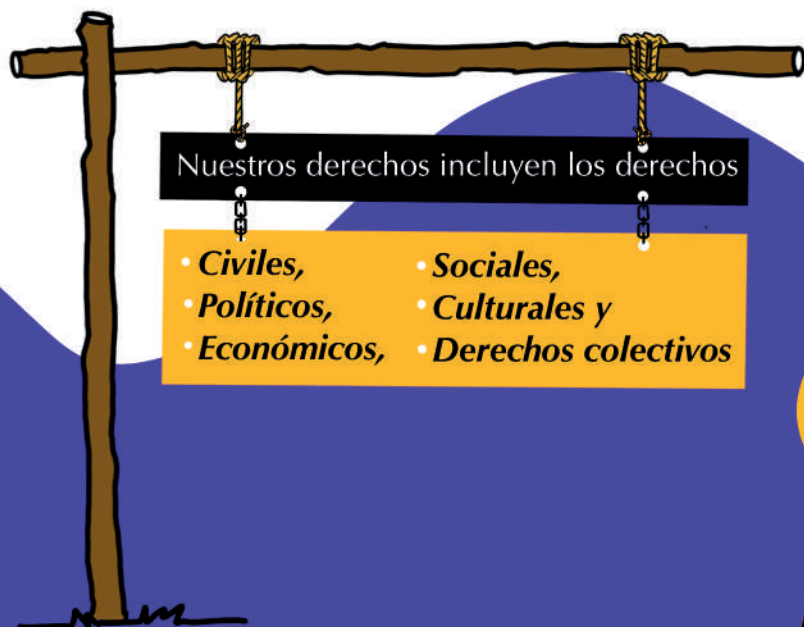 Nuestros derechos incluyen los derechos
• Civiles,
• Políticos,
• Económicos,
• Sociales,
• Culturales y
• Derechos colectivos